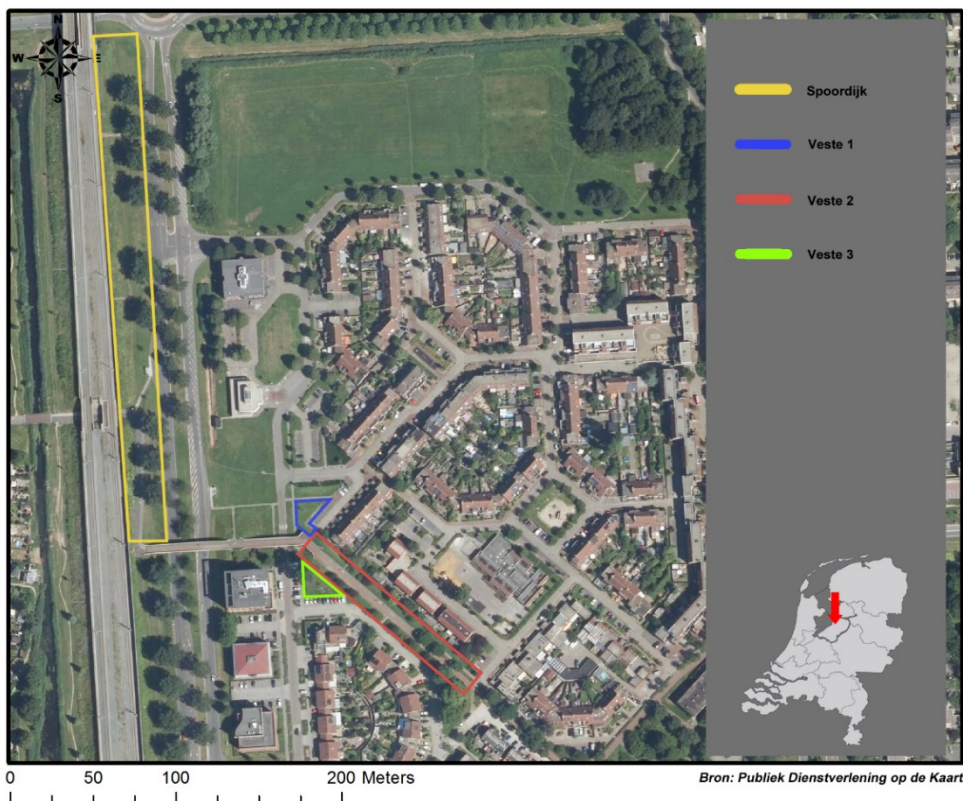 N
W E
S
Spoordijk
Veste 1
Veste 2
Veste 3
0 50 100 200 Meters
Bron: Publiek Dienstverlening op de Kaart